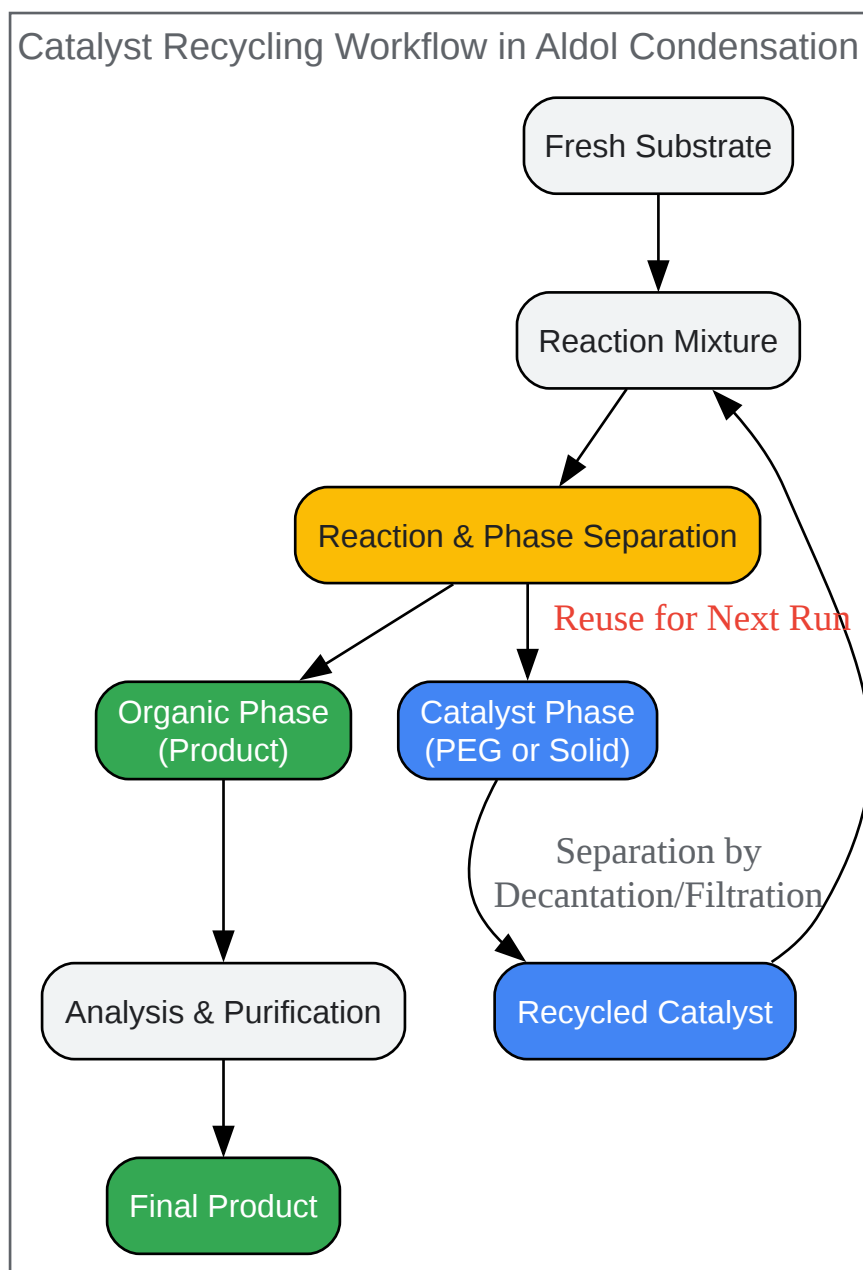 Catalyst Recycling Workflow in Aldol Condensation
Fresh Substrate
Reaction Mixture
Reaction & Phase Separation
Reuse for Next Run
Organic Phase
(Product)
Catalyst Phase
(PEG or Solid)
Separation by
Decantation/Filtration
Analysis & Purification
Recycled Catalyst
Final Product